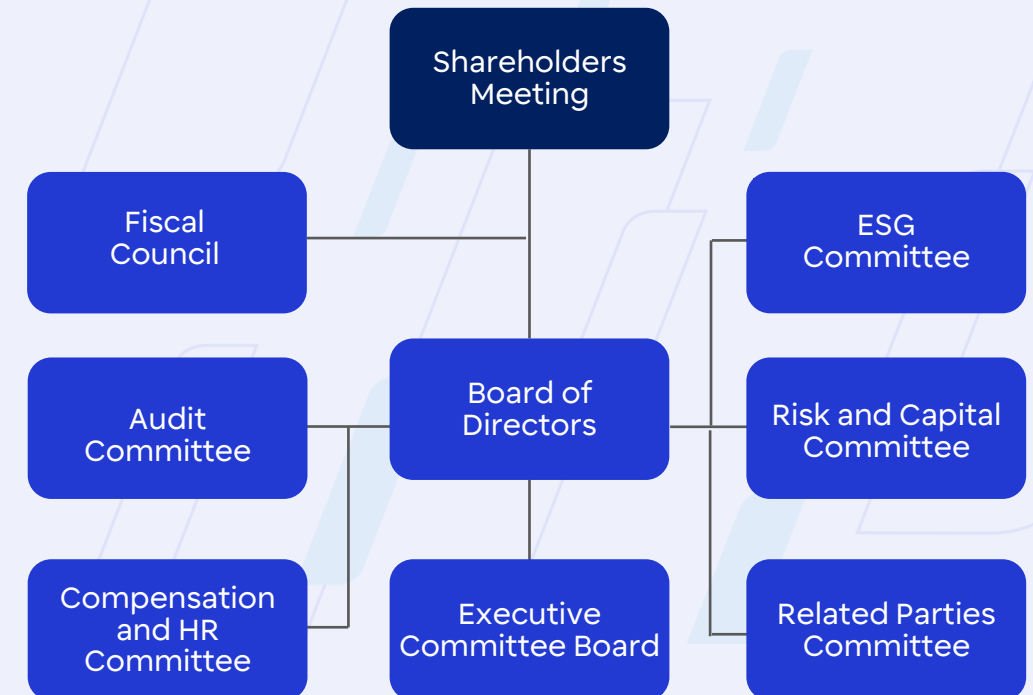 Shareholders
Meeting
Fiscal
Council
ESG
Committee
Board of
Directors
Audit
Committee
Risk and Capital
Committee
Compensation
and HR
Committee
Executive
Committee Board
Related Parties
Committee